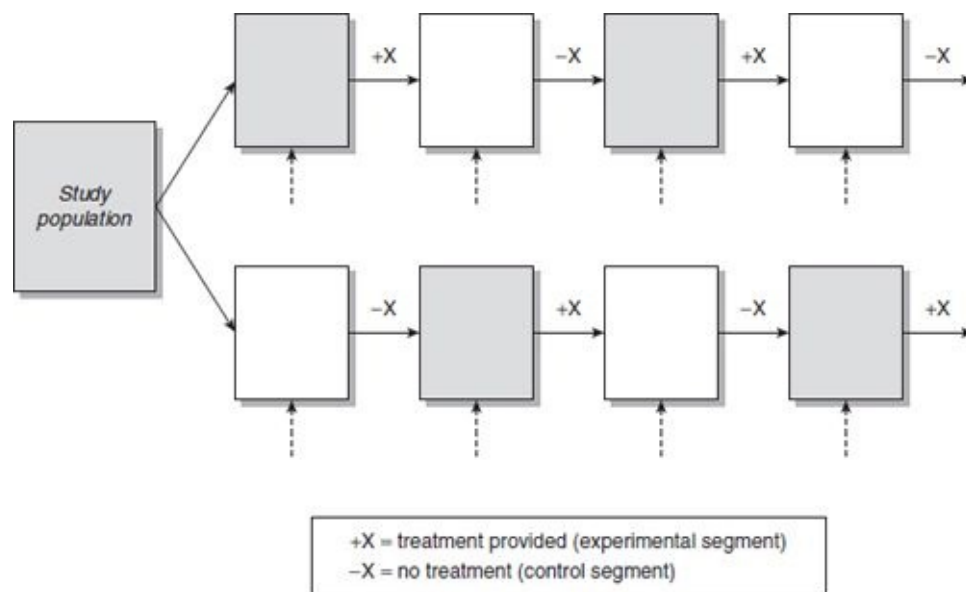 +X
−X
+X
−X
Study
population
−X
+X
−X
+X
+X = treatment provided (experimental segment)
−X = no treatment (control segment)